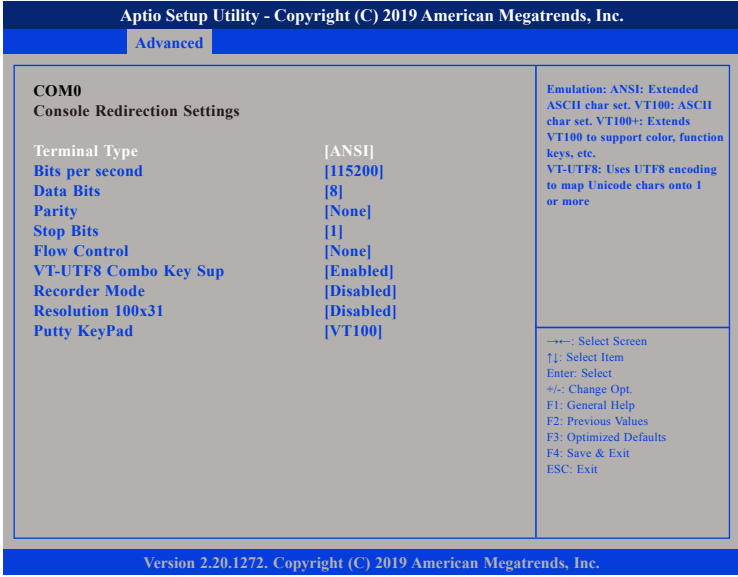 Aptio Setup Utility - Copyright (C) 2019 American Megatrends, Inc.
Advanced
COM0
Console Redirection Settings
Terminal Type [ANSI]
Bits per second [115200]
Data Bits [8]
Parity [None]
Stop Bits [1]
Flow Control [None]
VT-UTF8 Combo Key Sup [Enabled]
Recorder Mode [Disabled]
Resolution 100x31 [Disabled]
Putty KeyPad [VT100]
Emulation: ANSI: Extended
ASCII char set. VT100: ASCII
char set. VT100+: Extends
VT100 to support color, function
keys, etc.
VT-UTF8: Uses UTF8 encoding
to map Unicode chars onto 1
or more
→←: Select Screen
↑↓: Select Item
Enter: Select
+/-: Change Opt.
F1: General Help
F2: Previous Values
F3: Optimized Defaults
F4: Save & Exit
ESC: Exit
Version 2.20.1272. Copyright (C) 2019 American Megatrends, Inc.